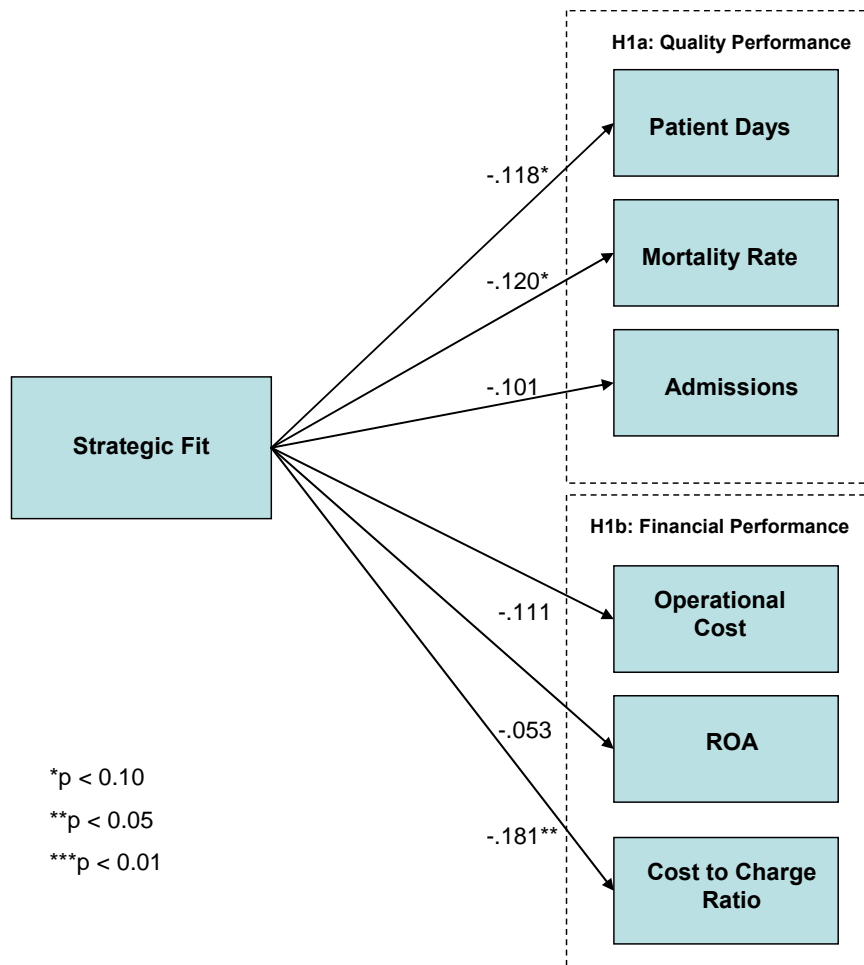 H1a: Quality Performance
Patient Days
-.118*
Mortality Rate
-.120*
Admissions
-.101
Strategic Fit
H1b: Financial Performance
Operational
Cost
-.111
ROA
-.053
Cost to Charge
Ratio
-.181**
*p < 0.10
**p < 0.05
***p < 0.01